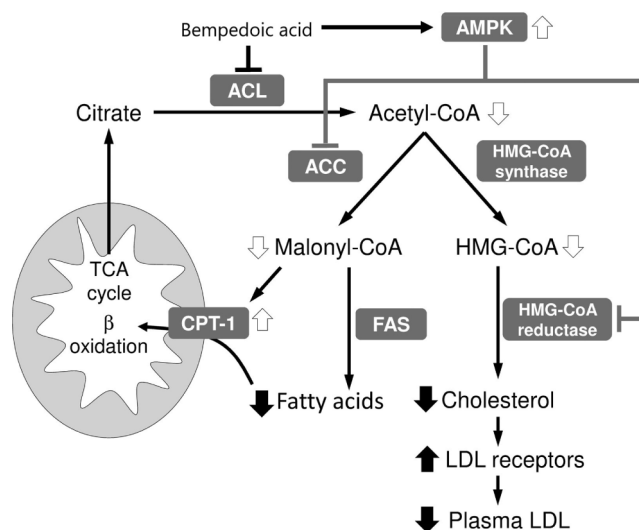 Bempedoic acid
AMPK
ACL
Citrate
Acetyl-CoA
ACC
HMG-CoA
synthase
Malonyl-CoA
HMG-CoA
TCA
cycle
β
oxidation
CPT-1
FAS
HMG-CoA
reductase
Fatty acids
Cholesterol
LDL receptors
Plasma LDL